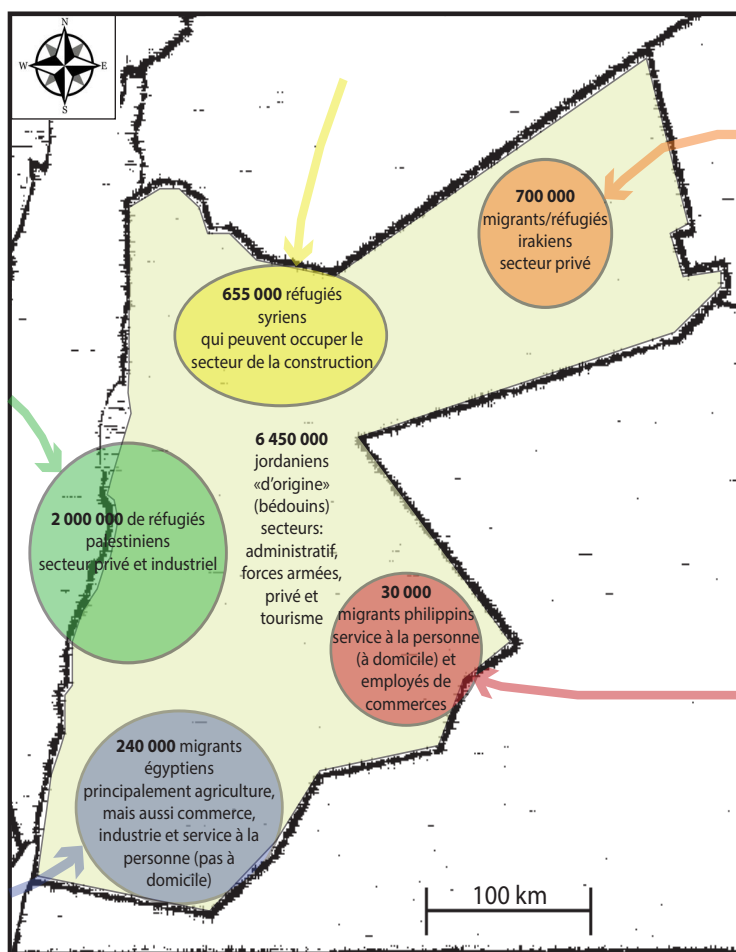 N
W E
S
700 000
migrants/réfugiés
irakiens
secteur privé
655 000 réfugiés
syriens
qui peuvent occuper le
secteur de la construction
6 450 000
jordaniens
«d'origine»
(bédouins)
secteurs:
administratif,
forces armées,
privé et
tourisme
2 000 000 de réfugiés
palestiniens
secteur privé et industriel
30 000
migrants philippins
service à la personne
(à domicile) et
employés de
commerces
240 000 migrants
égyptiens
principalement agriculture,
mais aussi commerce,
industrie et service à la
personne (pas à
domicile)
100 km